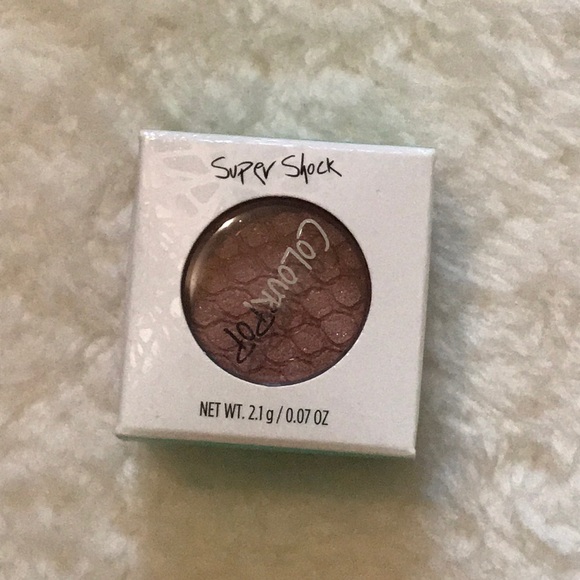 Super Shock
COLOURPOP
NET WT. 2.1 g / 0.07 OZ